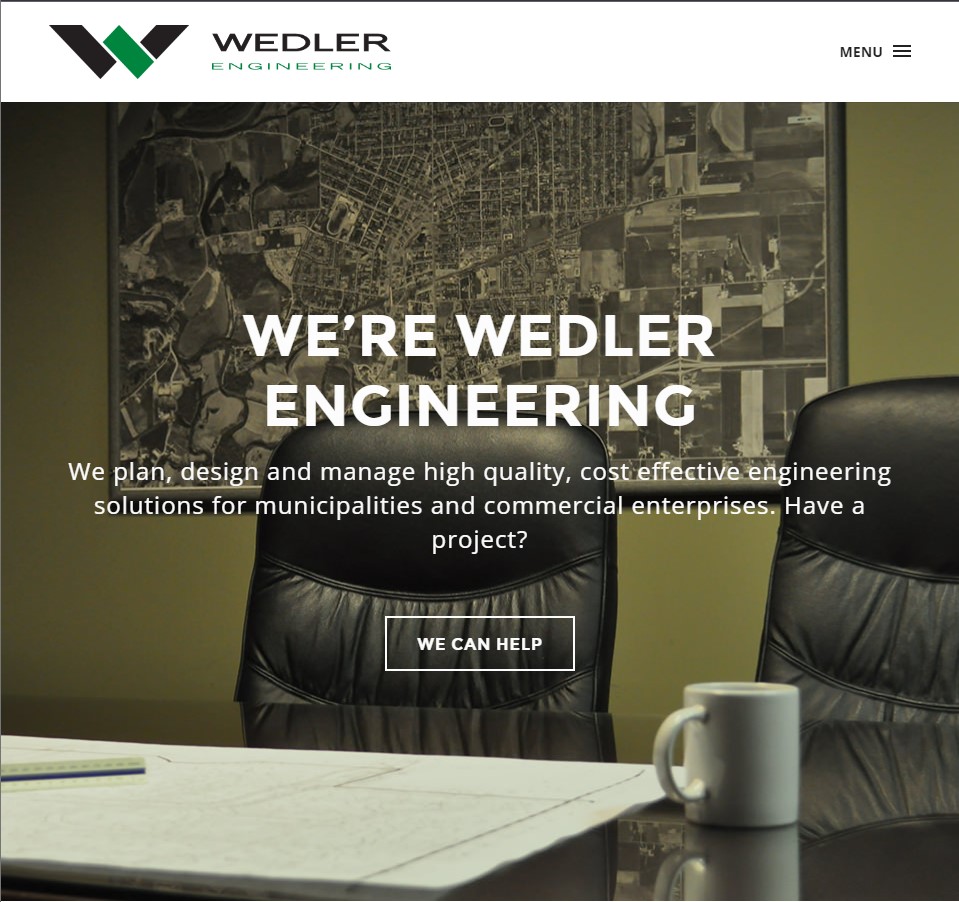 WEDLER
ENGINEERING
MENU
WE’RE WEDLER
ENGINEERING
We plan, design and manage high quality, cost effective engineering
solutions for municipalities and commercial enterprises. Have a
project?
WE CAN HELP